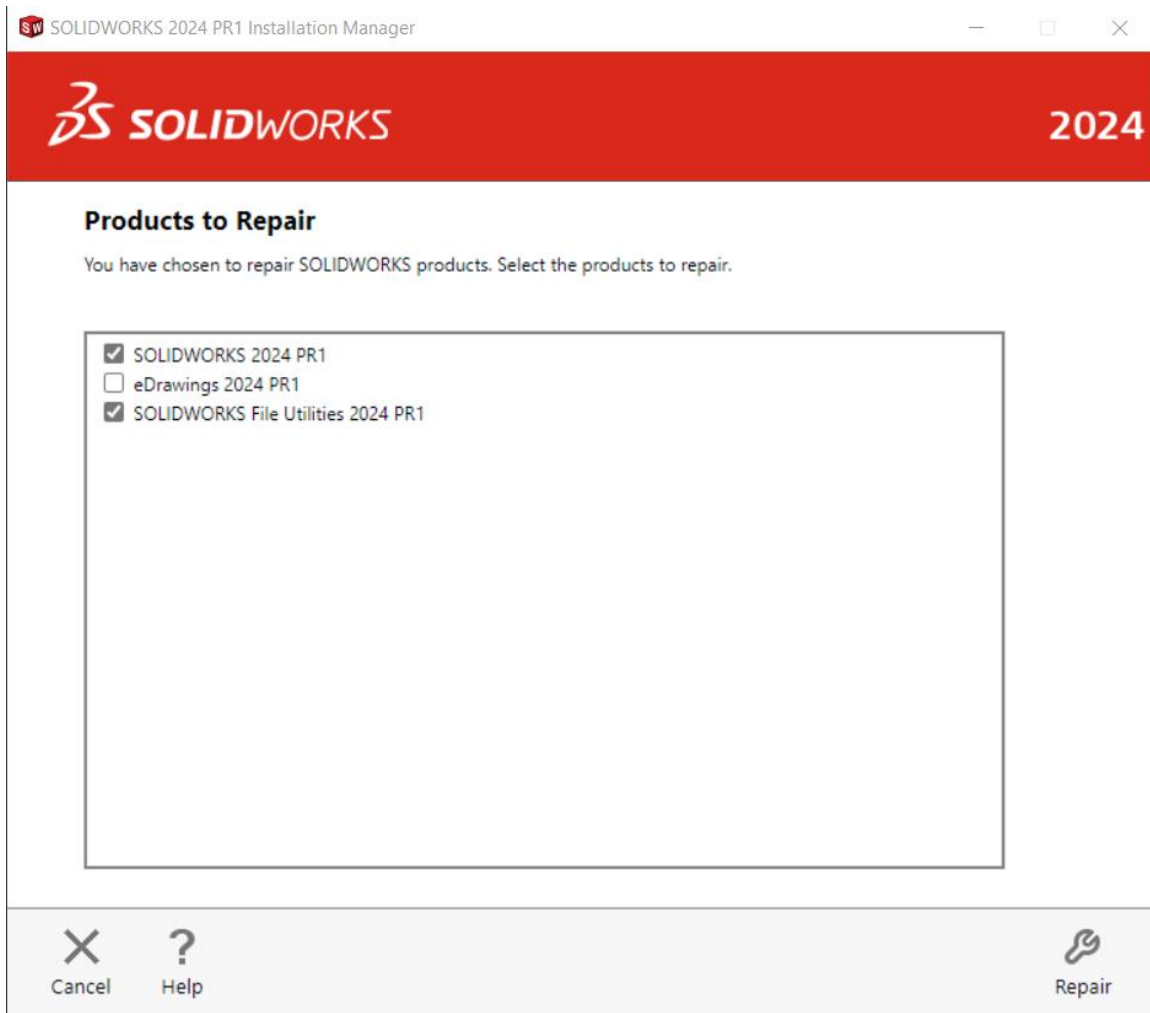 SOLIDWORKS 2024 PR1 Installation Manager
SOLIDWORKS 2024
Products to Repair
You have chosen to repair SOLIDWORKS products. Select the products to repair.
SOLIDWORKS 2024 PR1
eDrawings 2024 PR1
SOLIDWORKS File Utilities 2024 PR1
Cancel Help Repair